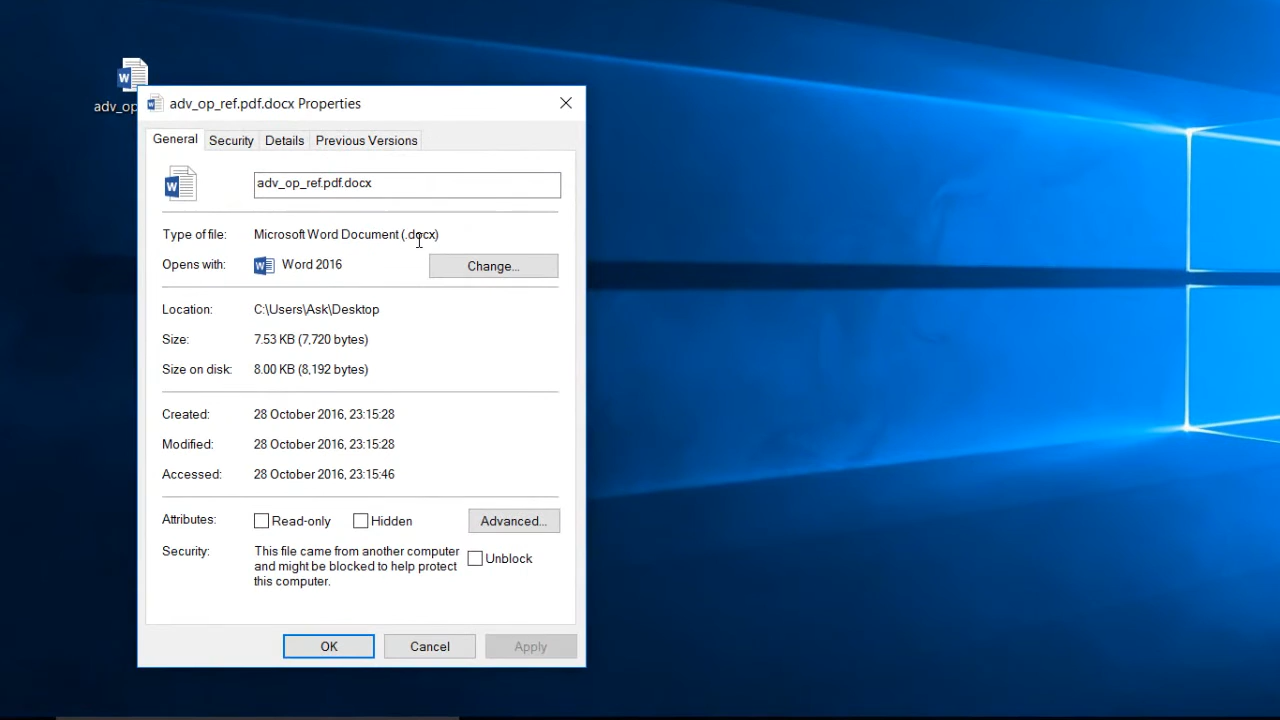 adv_op
adv_op_ref.pdf.docx Properties
General Security Details Previous Versions
adv_op_ref.pdf.docx
Type of file: Microsoft Word Document (.docx)
Opens with: Word 2016 Change...
Location: C:\Users\Ask\Desktop
Size: 7.53 KB (7,720 bytes)
Size on disk: 8.00 KB (8,192 bytes)
Created: 28 October 2016, 23:15:28
Modified: 28 October 2016, 23:15:28
Accessed: 28 October 2016, 23:15:46
Attributes: Read-only Hidden Advanced...
Security: This file came from another computer
and might be blocked to help protect
this computer.
Unblock
OK Cancel Apply